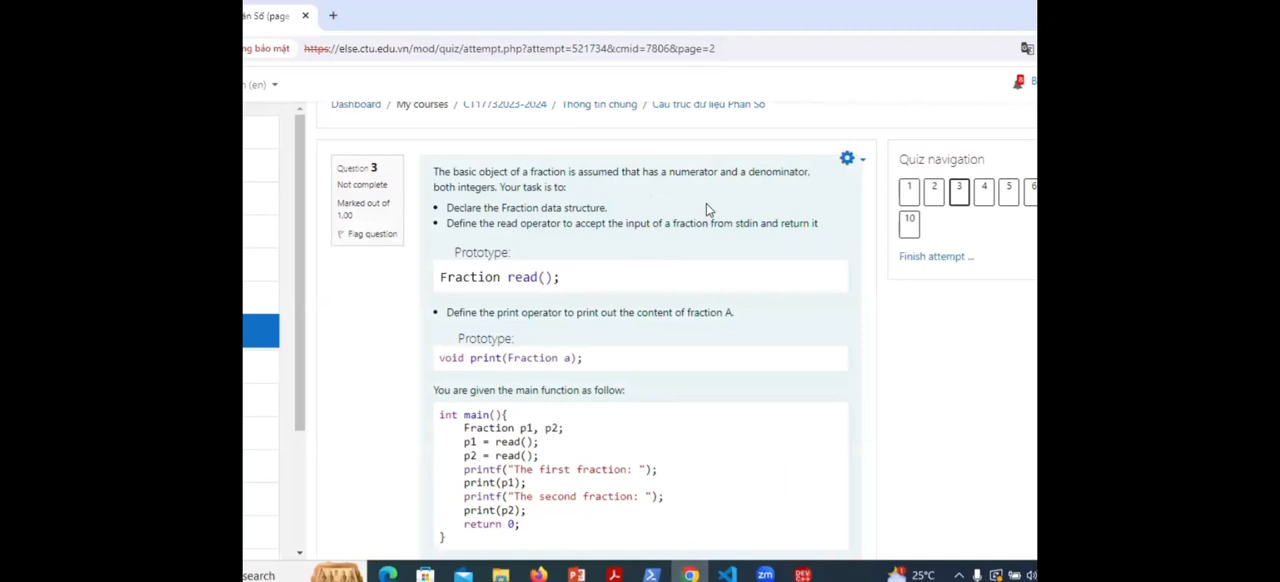 ấn Số (page
ng bảo mật
https://else.ctu.edu.vn/mod/quiz/attempt.php?attempt=521734&cmid=7806&page=2
(en)
8
Dashboard / My courses / CT17732023-2024 / Thông tin chung / Cấu trúc dữ liệu Phân Số
Question 3
Not complete
Marked out of
1.00
Flag question
The basic object of a fraction is assumed that has a numerator and a denominator,
both integers. Your task is to:
• Declare the Fraction data structure.
• Define the read operator to accept the input of a fraction from stdin and return it
Prototype:
Fraction read();
• Define the print operator to print out the content of fraction A.
Prototype:
void print(Fraction a);
You are given the main function as follow:
int main(){
Fraction p1, p2;
p1 = read();
p2 = read();
printf("The first fraction: ");
print(p1);
printf("The second fraction: ");
print(p2);
return 0;
}
Quiz navigation
1 2 3 4 5 6
10
Finish attempt ...
search
25°C